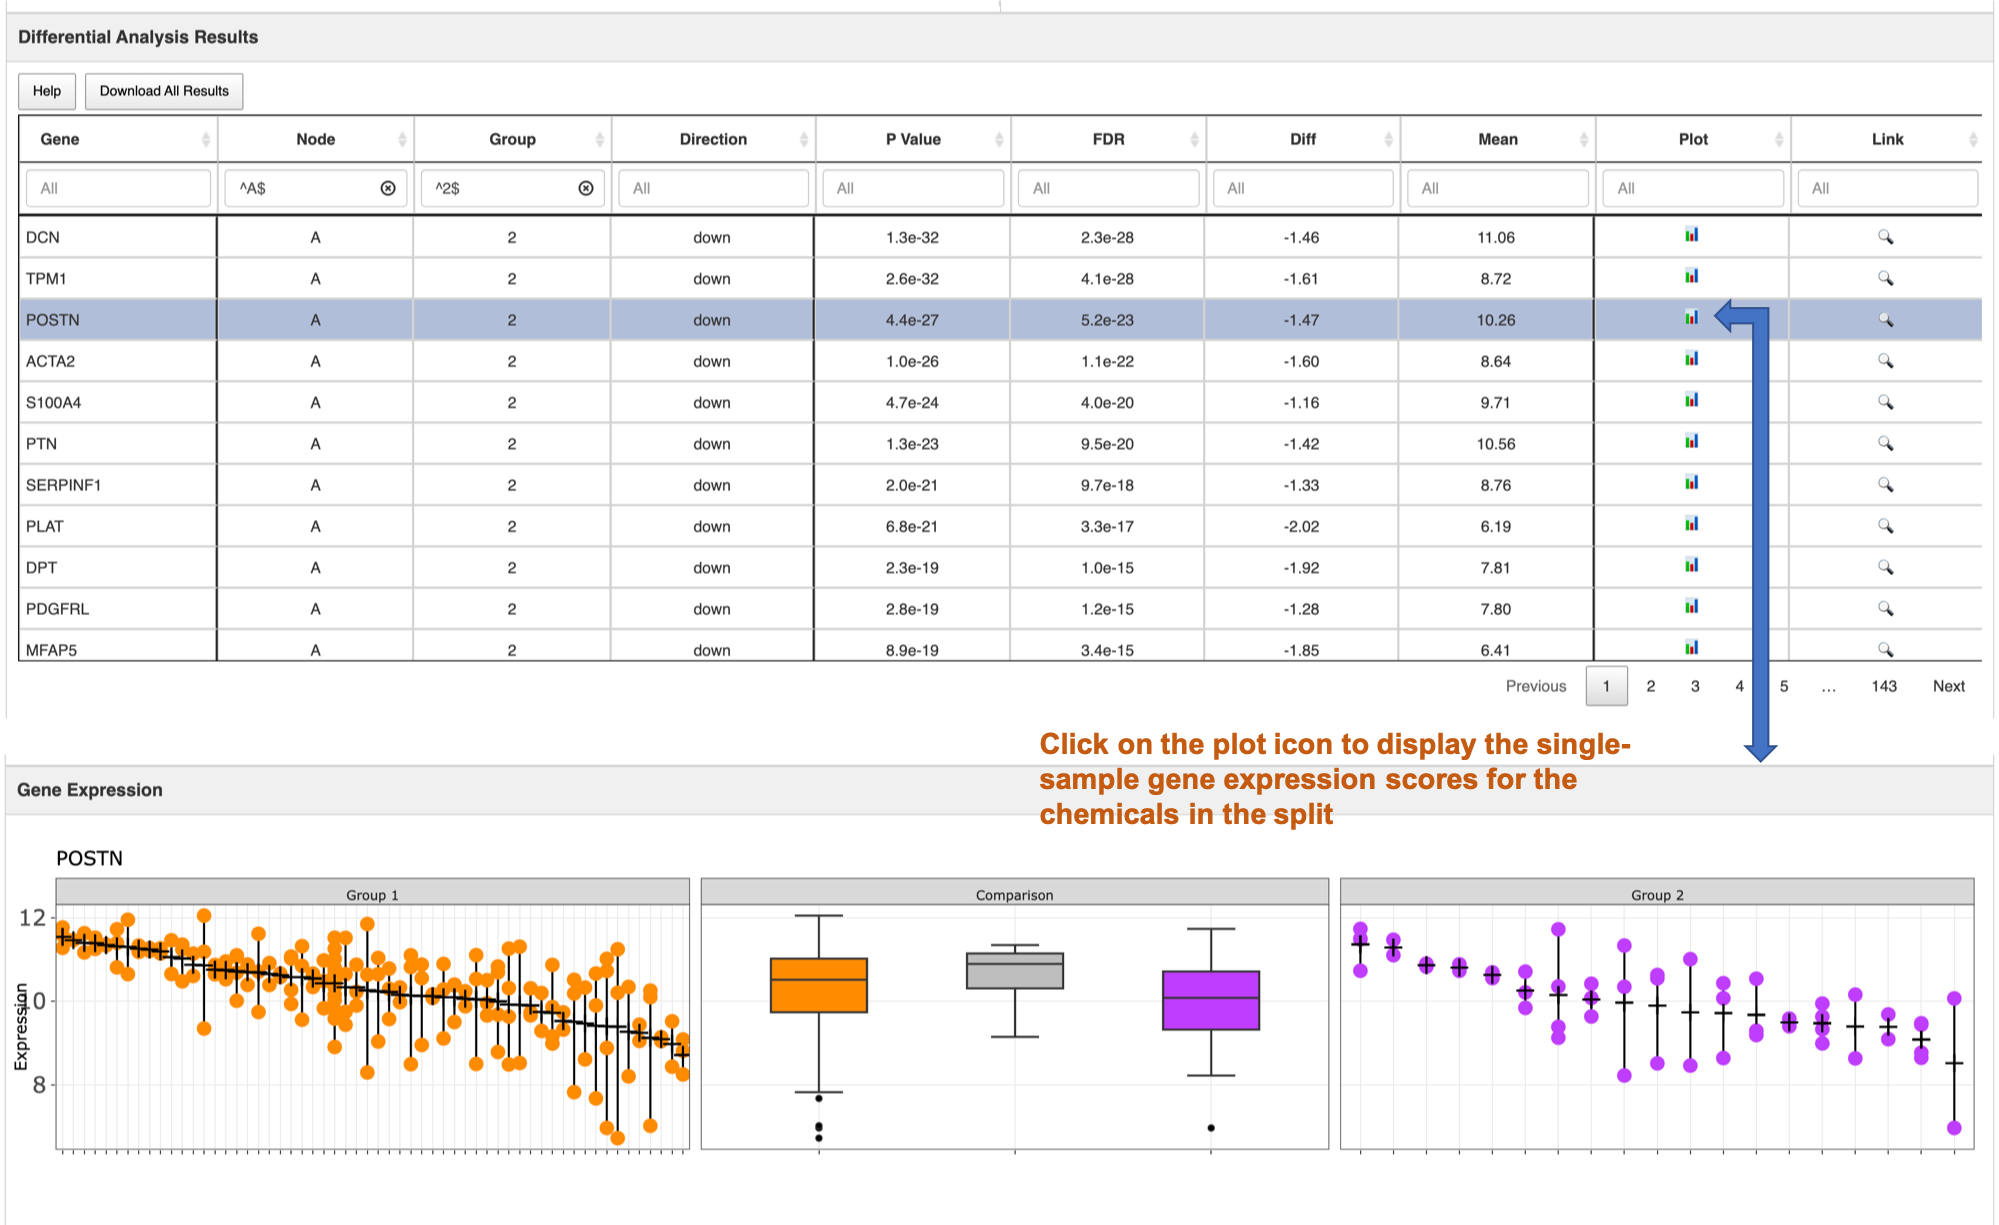 Differential Analysis Results
Help Download All Results
Gene Node Group Direction P Value FDR Diff Mean Plot Link
All ^A$ ^2$ All All All All All All All
DCN A 2 down 1.3e-32 2.3e-28 -1.46 11.06
TPM1 A 2 down 2.6e-32 4.1e-28 -1.61 8.72
POSTN A 2 down 4.4e-27 5.2e-23 -1.47 10.26
ACTA2 A 2 down 1.0e-26 1.1e-22 -1.60 8.64
S100A4 A 2 down 4.7e-24 4.0e-20 -1.16 9.71
PTN A 2 down 1.3e-23 9.5e-20 -1.42 10.56
SERPINF1 A 2 down 2.0e-21 9.7e-18 -1.33 8.76
PLAT A 2 down 6.8e-21 3.3e-17 -2.02 6.19
DPT A 2 down 2.3e-19 1.0e-15 -1.92 7.81
PDGFRL A 2 down 2.8e-19 1.2e-15 -1.28 7.80
MFAP5 A 2 down 8.9e-19 3.4e-15 -1.85 6.41
Previous 1 2 3 4 5 ... 143 Next
Click on the plot icon to display the single-
sample gene expression scores for the
chemicals in the split
Gene Expression
POSTN
Group 1 Comparison Group 2
12
10
8
Expression